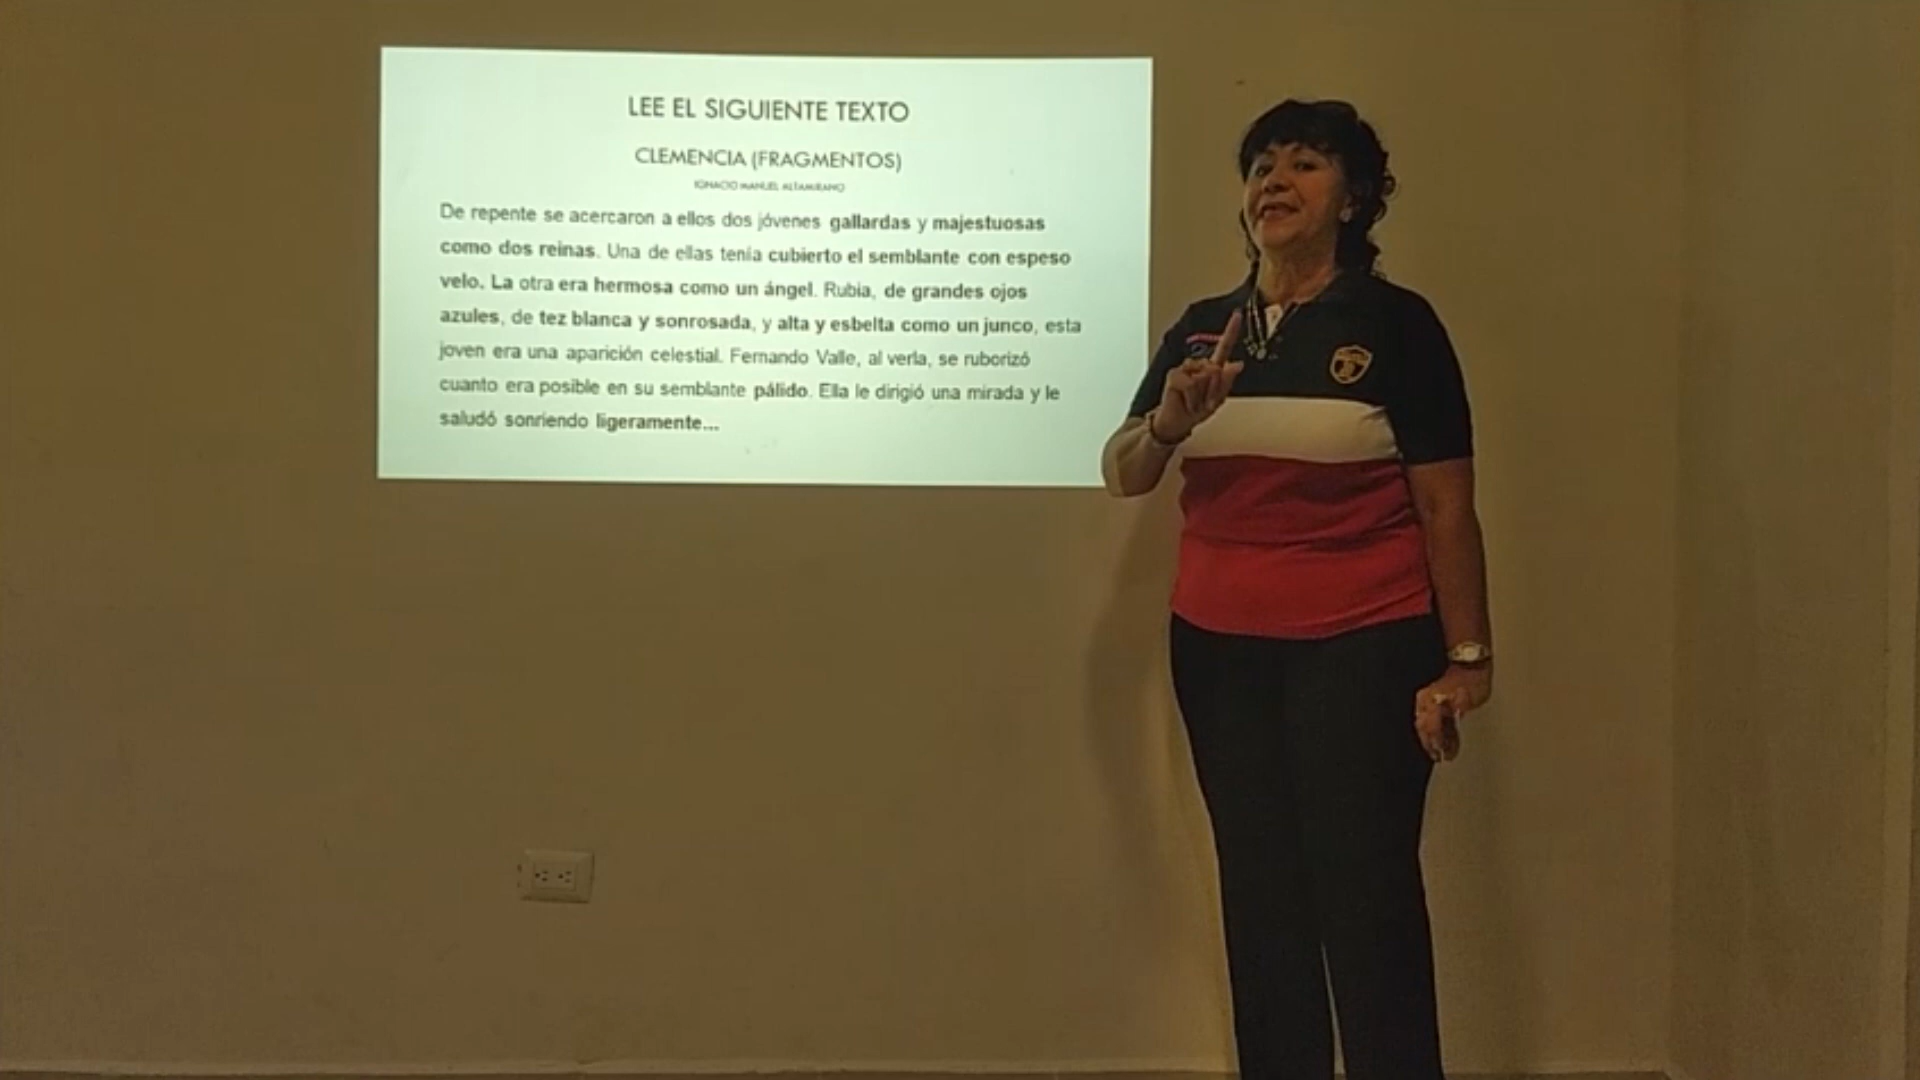 LEE EL SIGUIENTE TEXTO
CLEMENCIA (FRAGMENTOS)
IGNACIO MANUEL ALTAMIRANO
De repente se acercaron a ellos dos jóvenes gallardas y majestuosas
como dos reinas. Una de ellas tenía cubierto el semblante con espeso
velo. La otra era hermosa como un ángel. Rubia, de grandes ojos
azules, de tez blanca y sonrosada, y alta y esbelta como un junco, esta
joven era una aparición celestial. Fernando Valle, al verla, se ruborizó
cuanto era posible en su semblante pálido. Ella le dirigió una mirada y le
saludó sonriendo ligeramente...